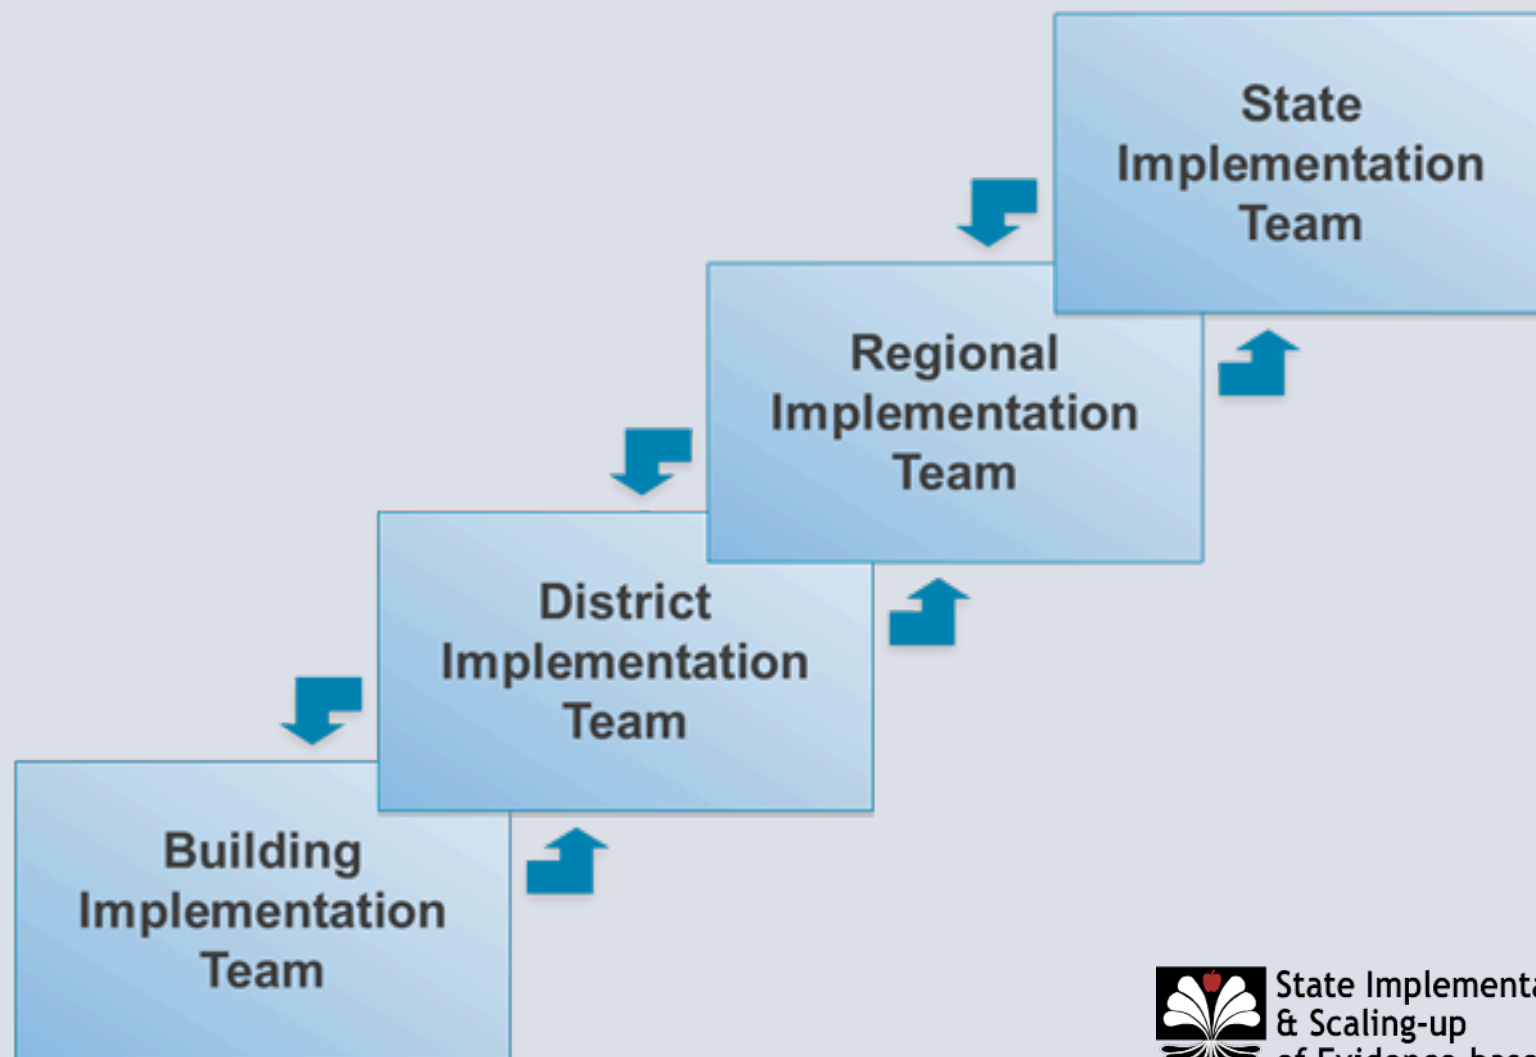 State
Implementation
Team
Regional
Implementation
Team
District
Implementation
Team
Building
Implementation
Team
State Implementa
& Scaling-up